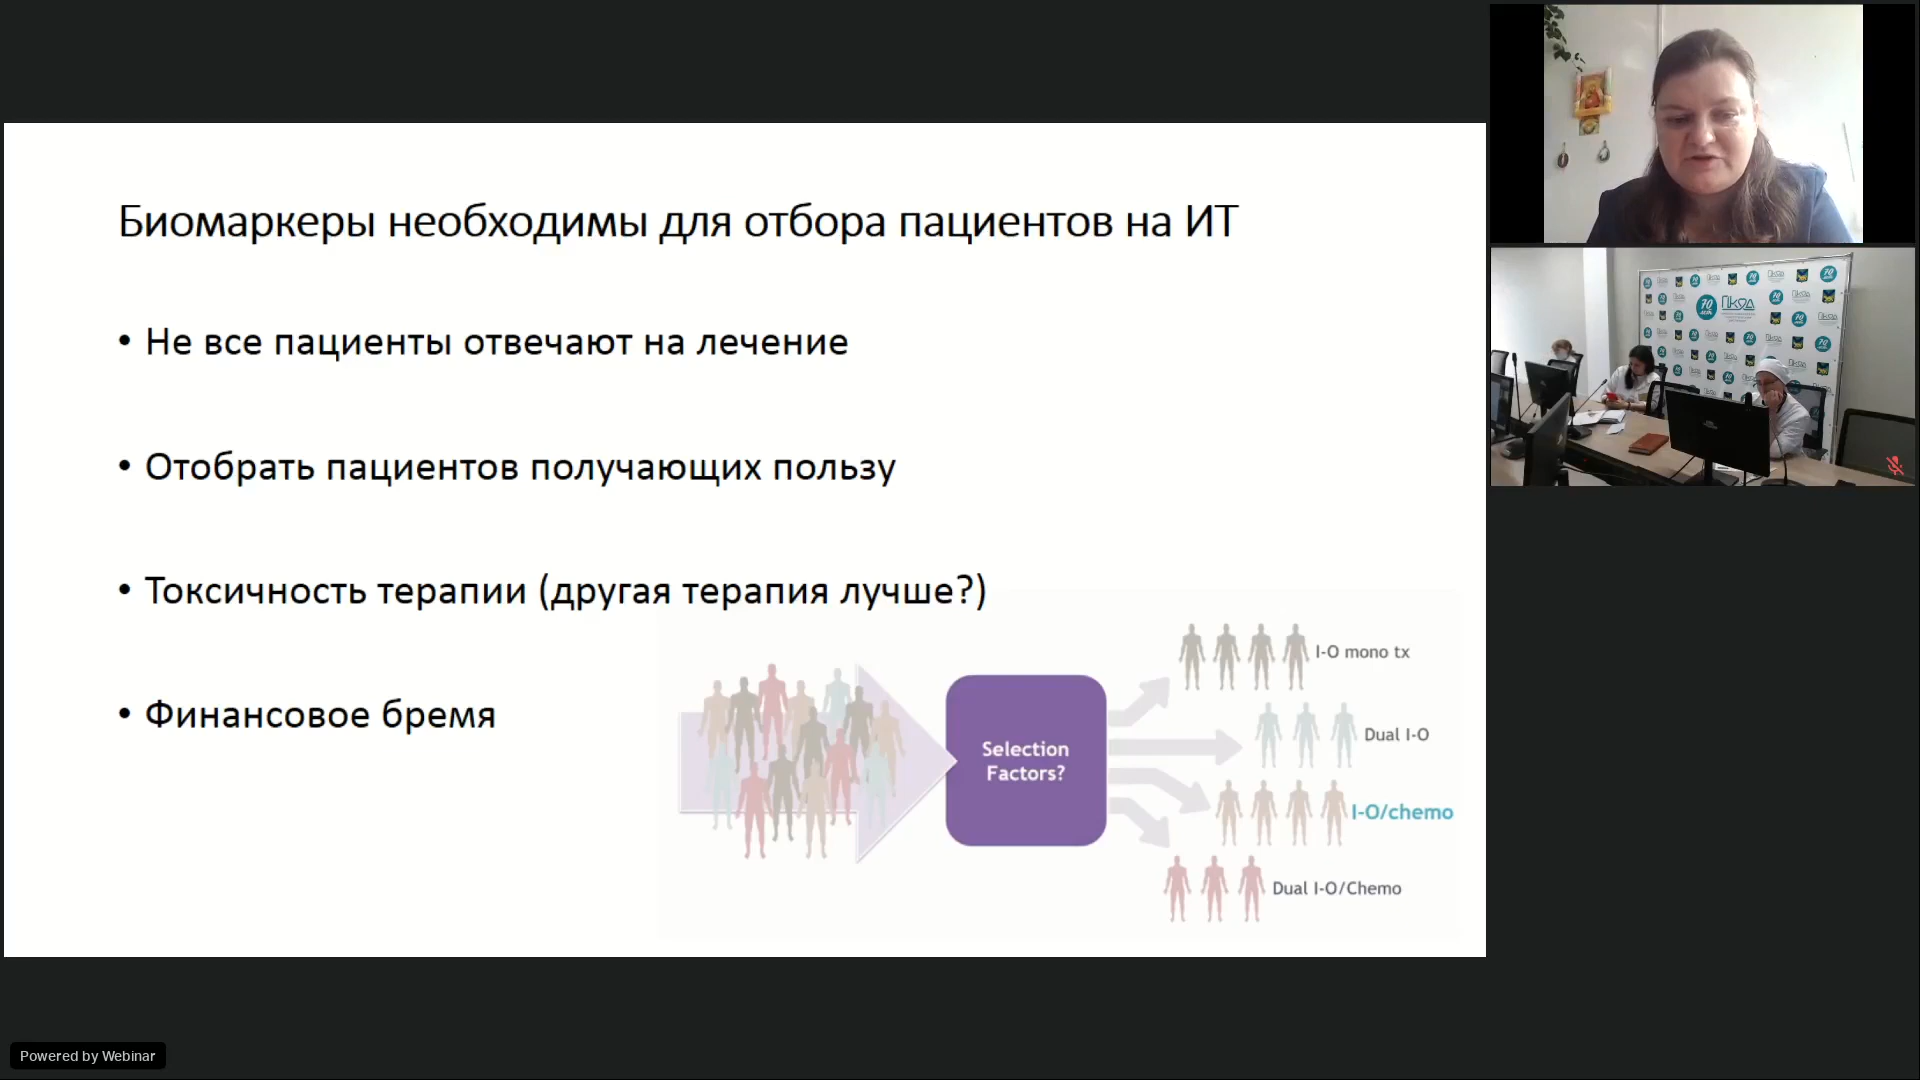 Биомаркеры необходимы для отбора пациентов на ИТ
• Не все пациенты отвечают на лечение
• Отобрать пациентов получающих пользу
• Токсичность терапии (другая терапия лучше?)
• Финансовое бремя
Selection
Factors?
I-O mono tx
Dual I-O
I-O/chemo
Dual I-O/Chemo
70
Powered by Webinar